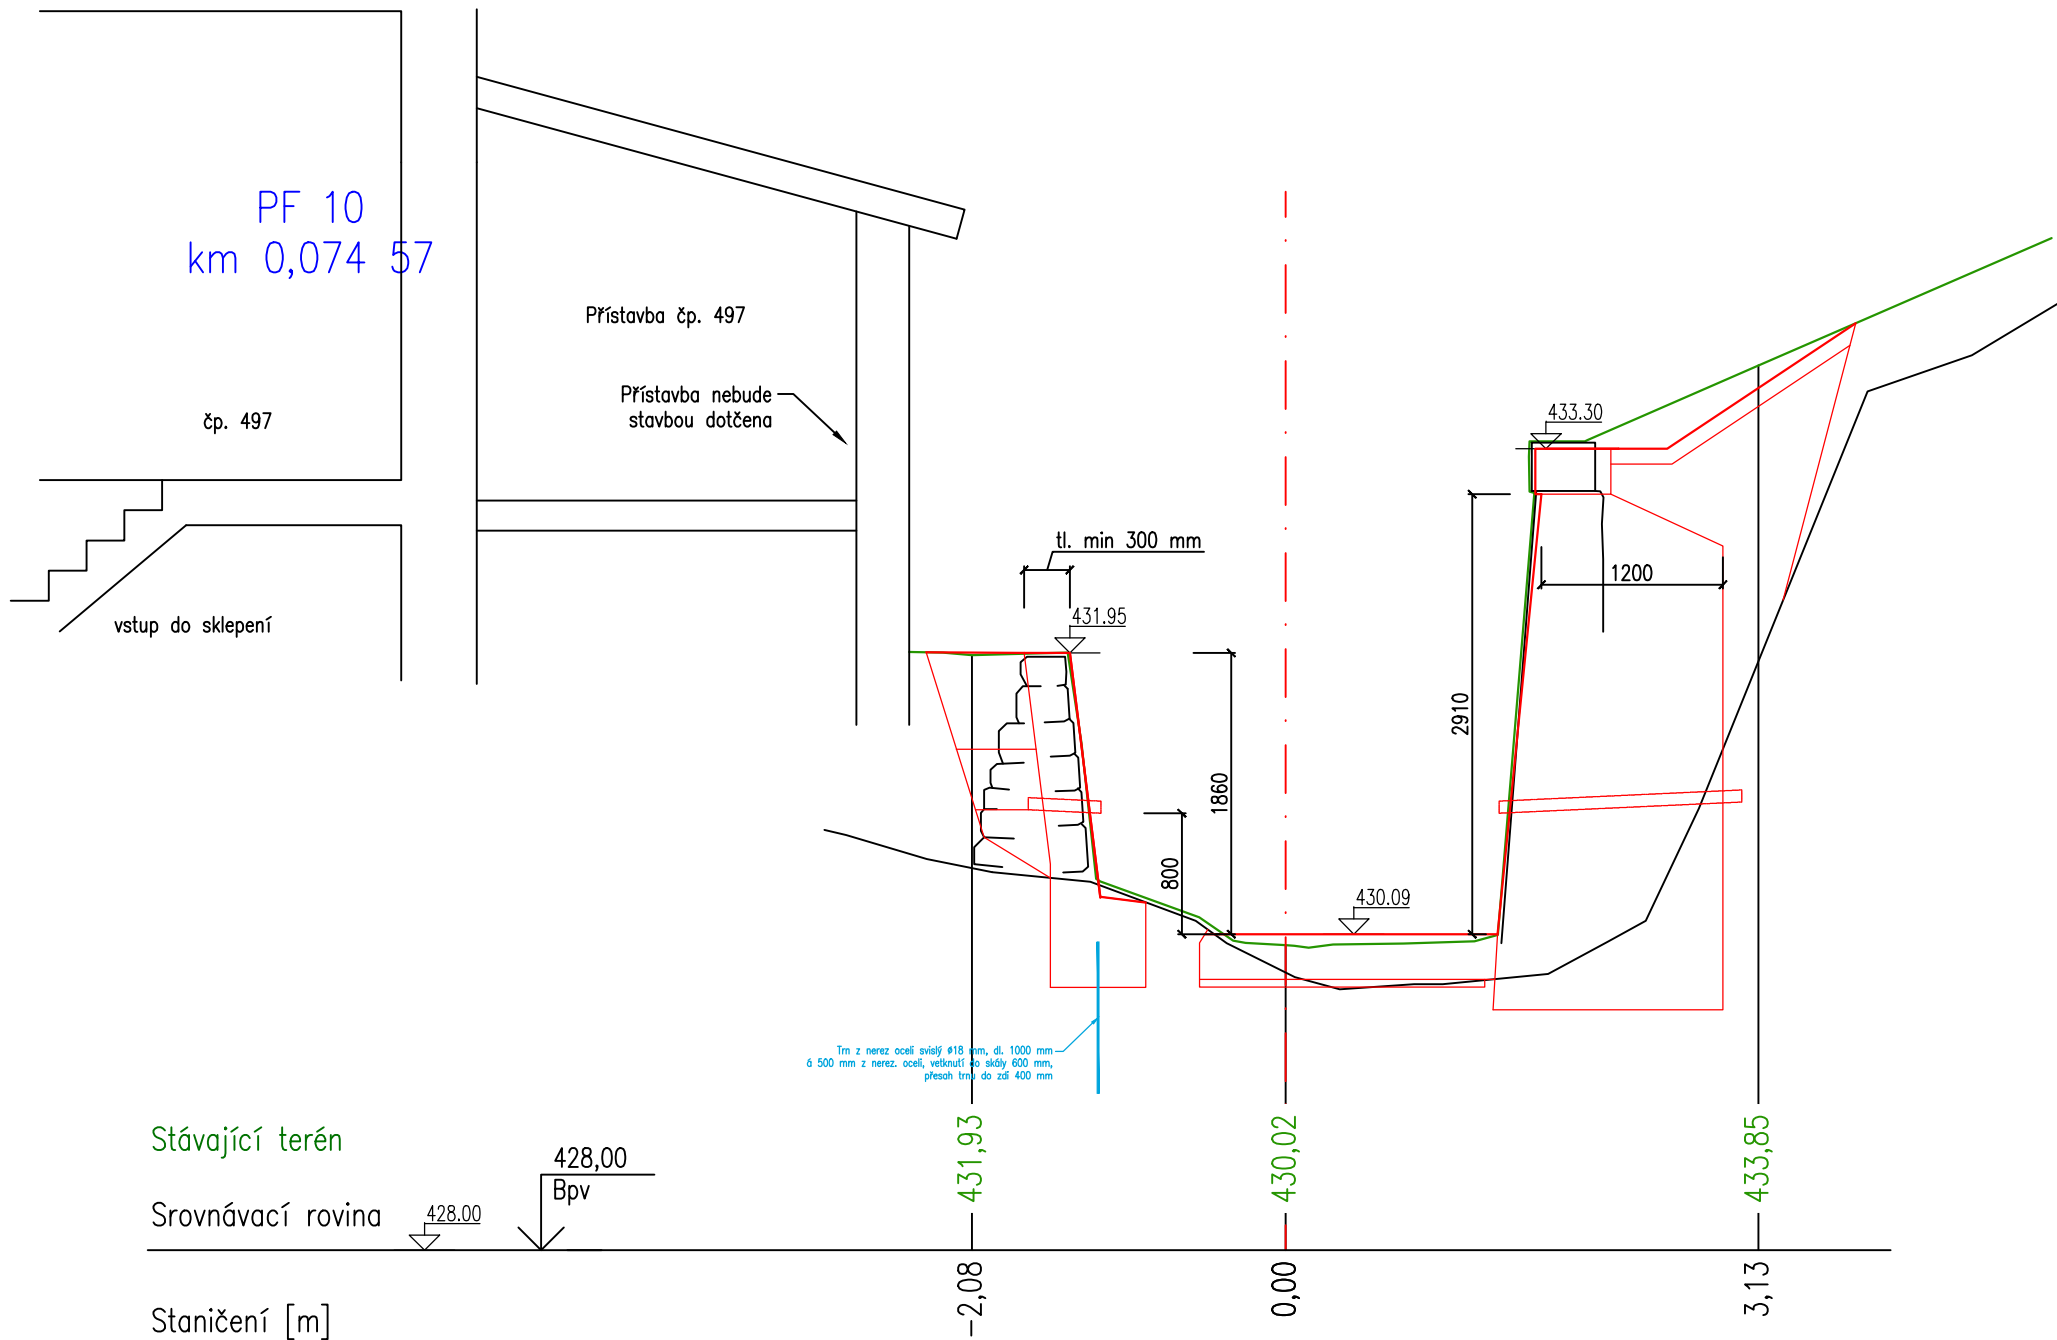 PF 10
km 0,074 57
Přístavba čp. 497
Přístavba nebude
stavbou dotčena
čp. 497
433.30
tl. min 300 mm
1200
vstup do sklepení
431.95
2910
1860
800
430.09
Trn z nerez oceli svislý ø18 mm, dl. 1000 mm
á 500 mm z nerez. oceli, vetknutí do skály 600 mm,
přesah trnu do zdí 400 mm
Stávající terén
431,93
430,02
433,85
428,00
Bpv
Srovnávací rovina
428.00
Staničení [m]
-2,08
0,00
3,13